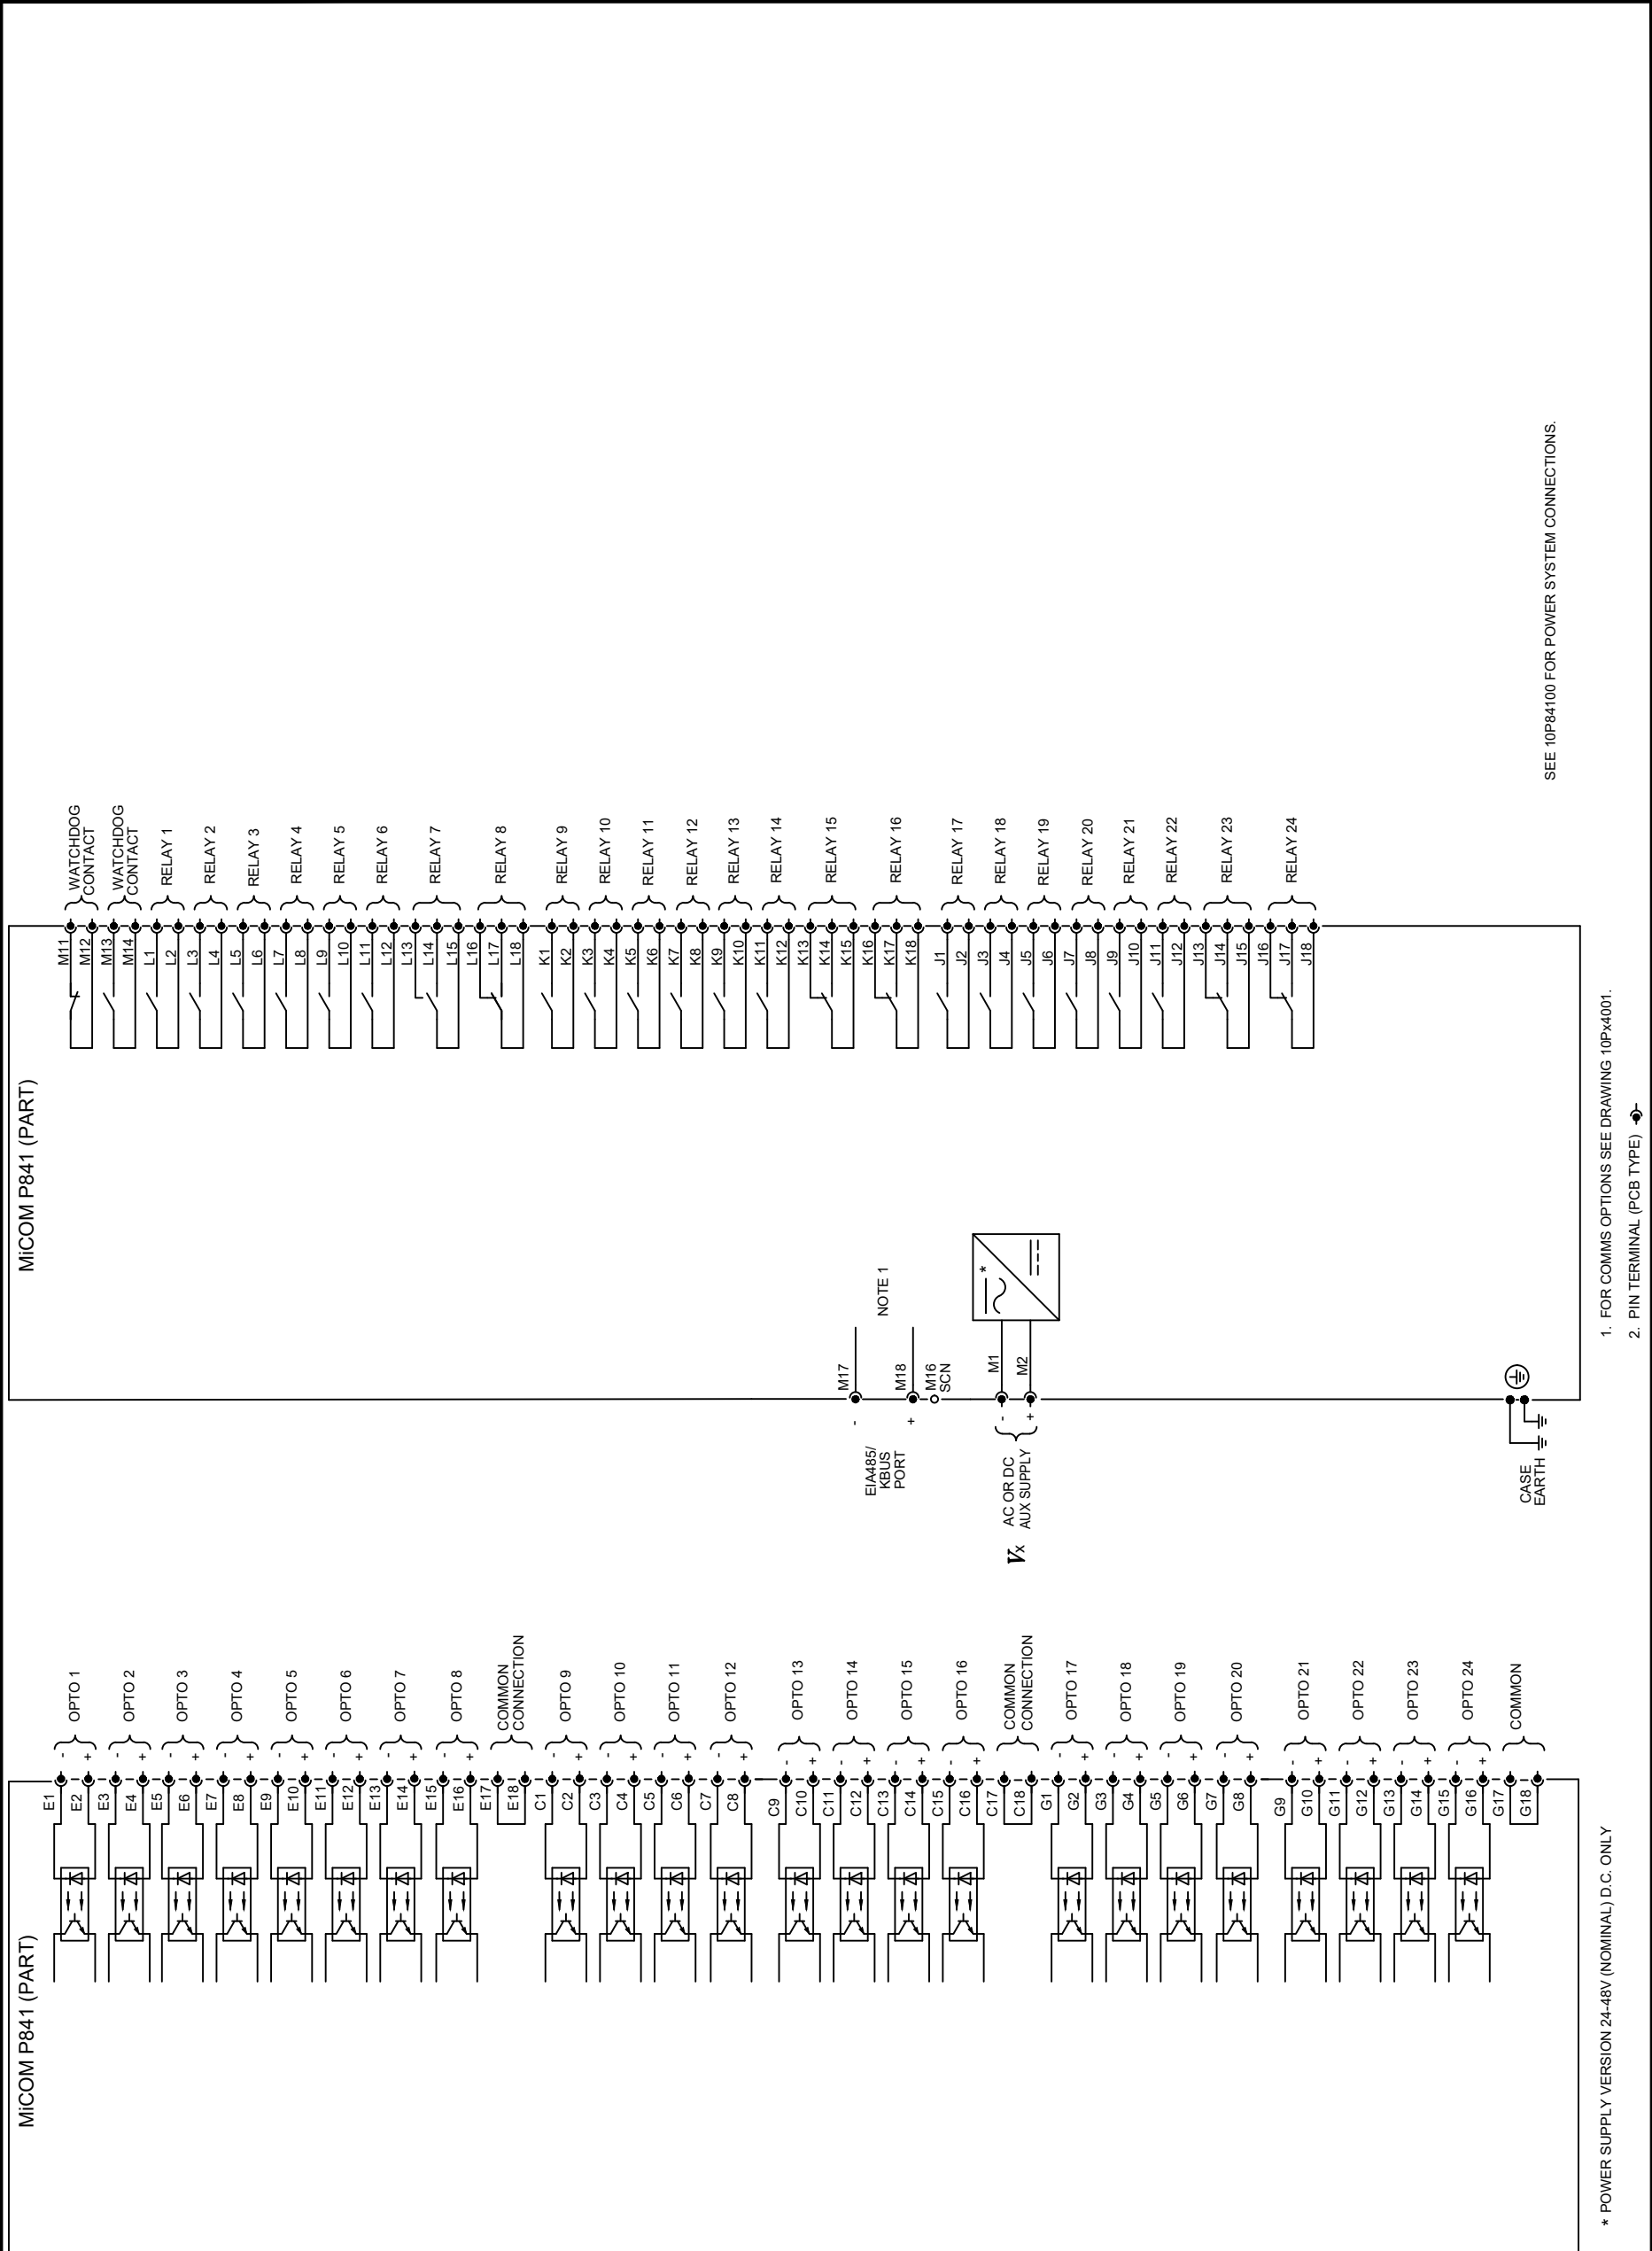 MiCOM P841 (PART)
E1
E2
E3
E4
E5
E6
E7
E8
E9
E10
E11
E12
E13
E14
E15
E16
E17
E18
C1
C2
C3
C4
C5
C6
C7
C8
C9
C10
C11
C12
C13
C14
C15
C16
C17
C18
G1
G2
G3
G4
G5
G6
G7
G8
G9
G10
G11
G12
G13
G14
G15
G16
G17
G18
- + OPTO 1
- + OPTO 2
- + OPTO 3
- + OPTO 4
- + OPTO 5
- + OPTO 6
- + OPTO 7
- + OPTO 8
COMMON
CONNECTION
- + OPTO 9
- + OPTO 10
- + OPTO 11
- + OPTO 12
- + OPTO 13
- + OPTO 14
- + OPTO 15
- + OPTO 16
COMMON
CONNECTION
- + OPTO 17
- + OPTO 18
- + OPTO 19
- + OPTO 20
- + OPTO 21
- + OPTO 22
- + OPTO 23
- + OPTO 24
COMMON
* POWER SUPPLY VERSION 24-48V (NOMINAL) D.C. ONLY
MiCOM P841 (PART)
EIA485/
KBUS
PORT
-
+
M17
M18
M16
SCN
NOTE 1
Vx
AC OR DC
AUX SUPPLY
-
+
M1
M2
*
CASE
EARTH
M11
M12
M13
M14
L1
L2
L3
L4
L5
L6
L7
L8
L9
L10
L11
L12
L13
L14
L15
L16
L17
L18
K1
K2
K3
K4
K5
K6
K7
K8
K9
K10
K11
K12
K13
K14
K15
K16
K17
K18
J1
J2
J3
J4
J5
J6
J7
J8
J9
J10
J11
J12
J13
J14
J15
J16
J17
J18
WATCHDOG
CONTACT
WATCHDOG
CONTACT
RELAY 1
RELAY 2
RELAY 3
RELAY 4
RELAY 5
RELAY 6
RELAY 7
RELAY 8
RELAY 9
RELAY 10
RELAY 11
RELAY 12
RELAY 13
RELAY 14
RELAY 15
RELAY 16
RELAY 17
RELAY 18
RELAY 19
RELAY 20
RELAY 21
RELAY 22
RELAY 23
RELAY 24
SEE 10P84100 FOR POWER SYSTEM CONNECTIONS.
1. FOR COMMS OPTIONS SEE DRAWING 10Px4001.
2. PIN TERMINAL (PCB TYPE)